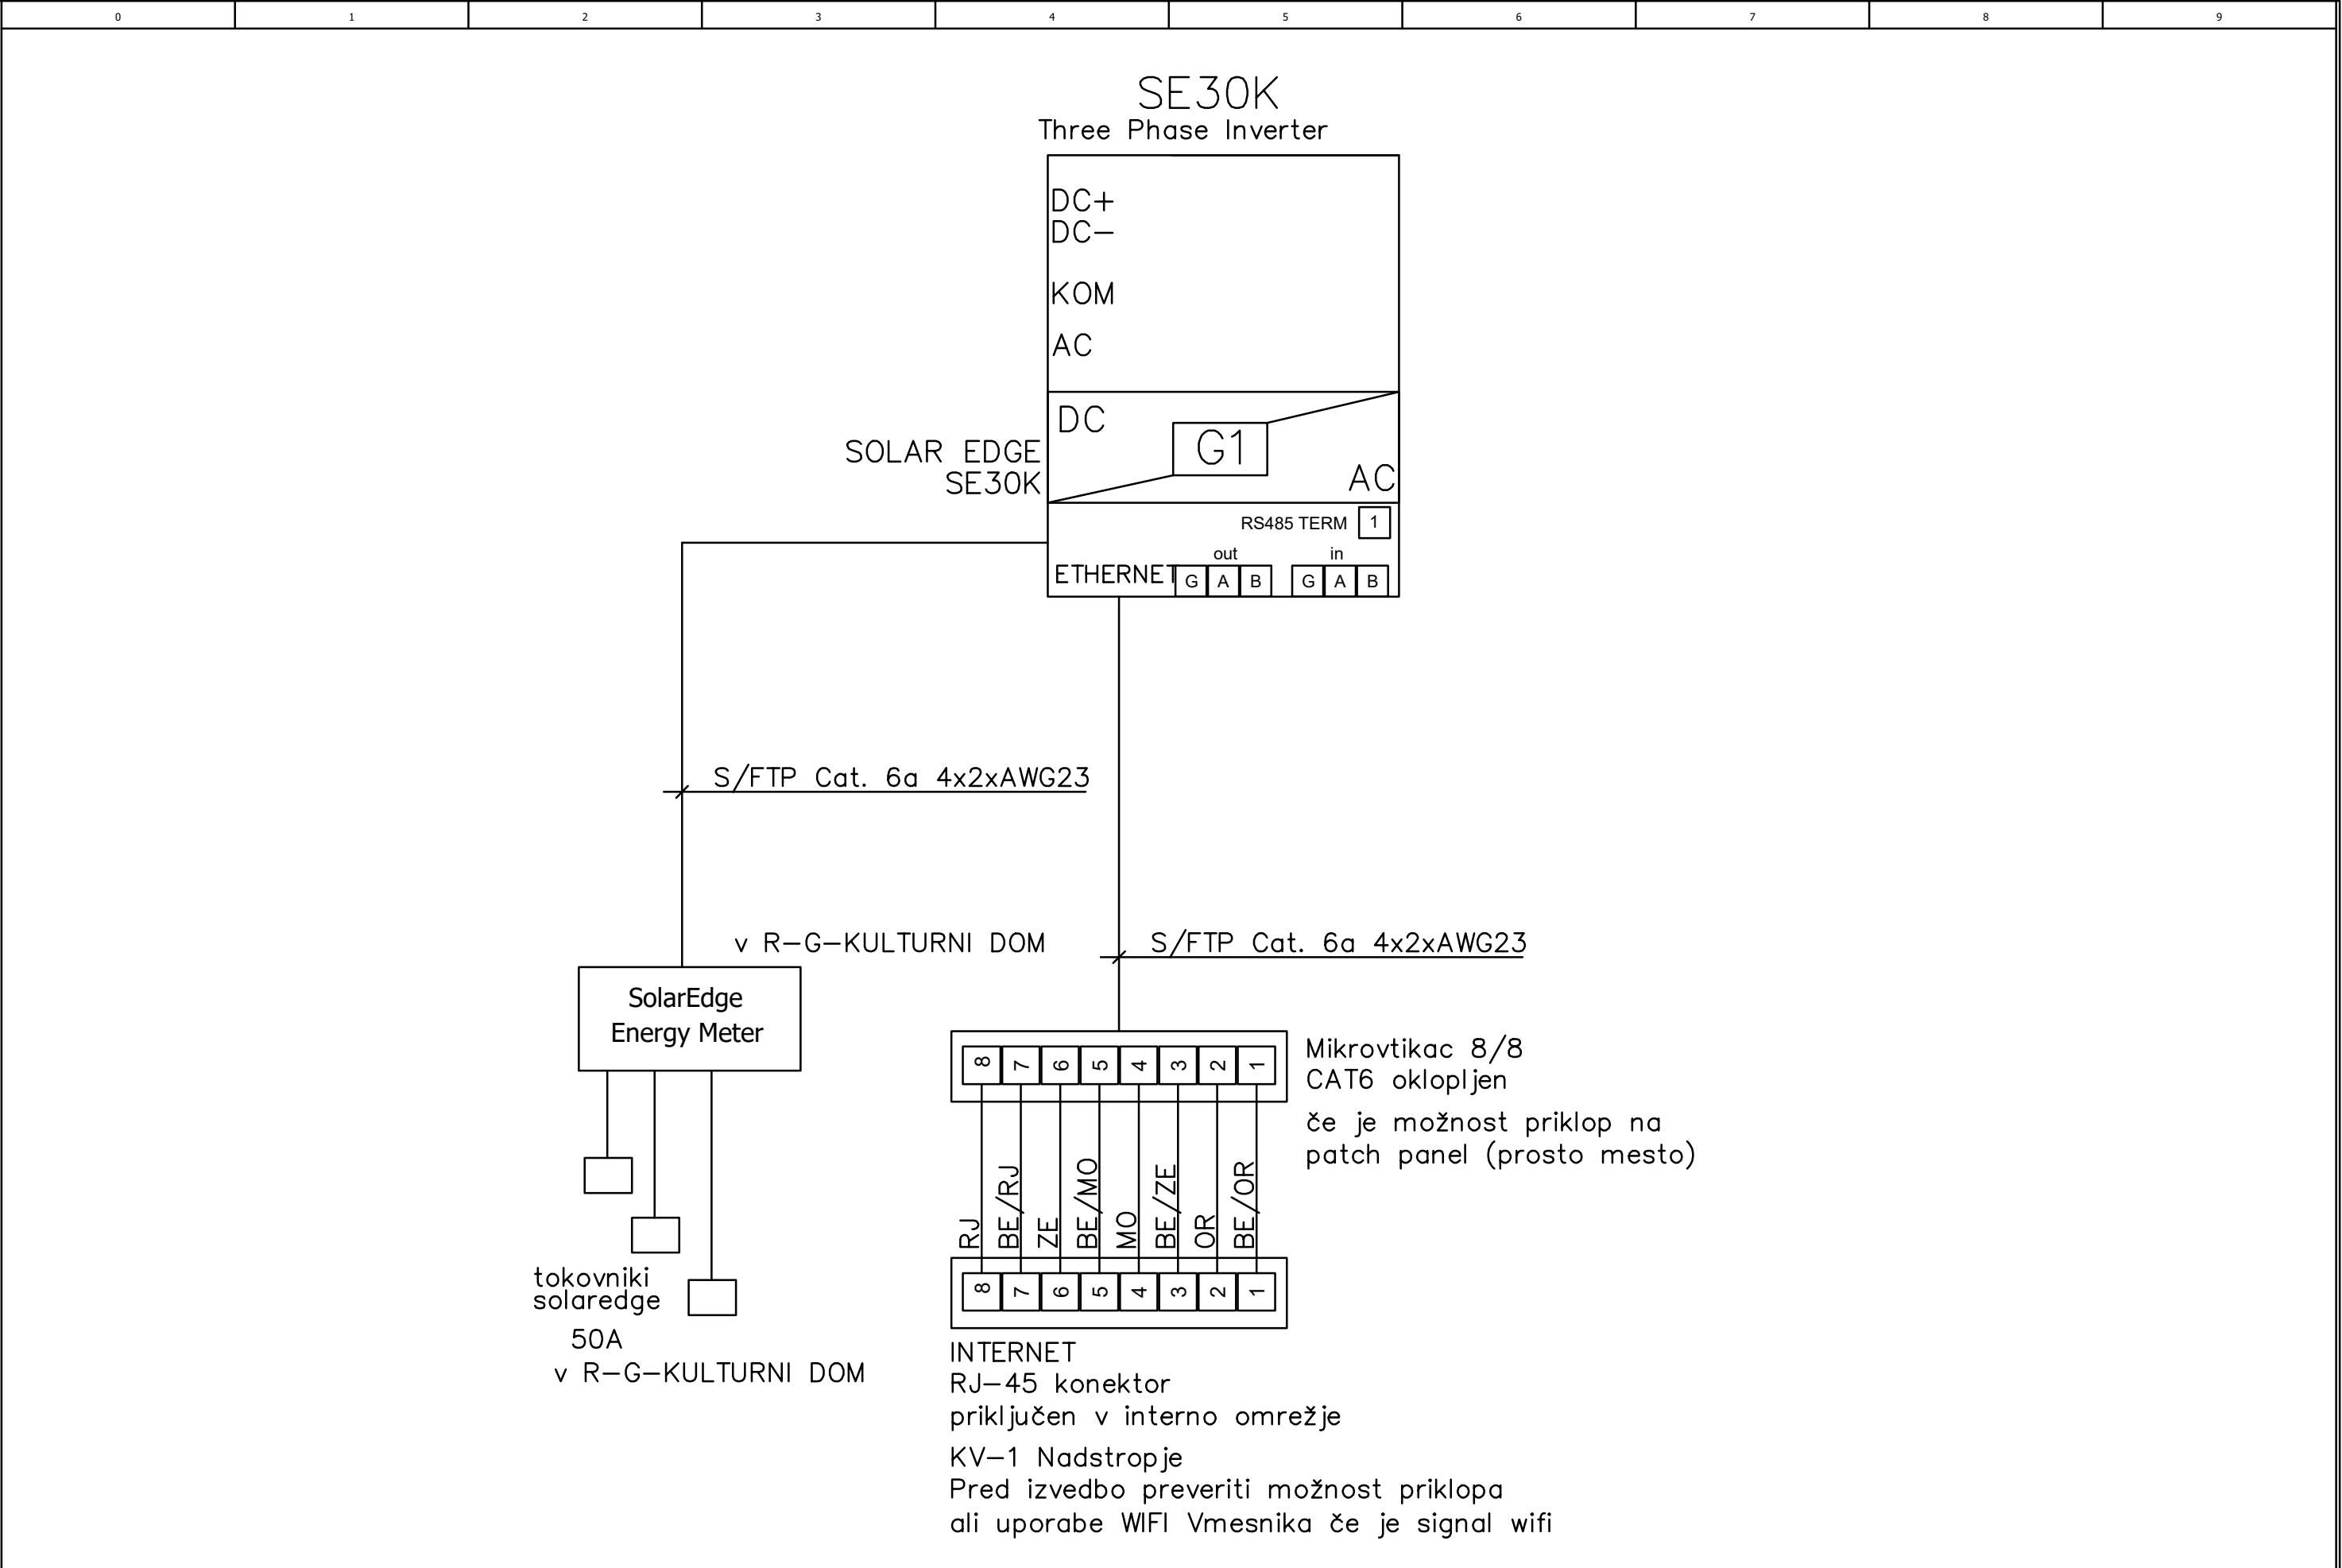 0 1 2 3 4 5 6 7 8 9
SE30K
Three Phase Inverter
DC+
DC-
KOM
AC
DC
G1
AC
SOLAR EDGE
SE30K
RS485 TERM 1
out in
ETHERNET G A B G A B
S/FTP Cat. 6a 4x2xAWG23
v R-G-KULTURNI DOM
S/FTP Cat. 6a 4x2xAWG23
SolarEdge
Energy Meter
8 7 6 5 4 3 2 1
Mikrovtikac 8/8
CAT6 oklopljen
če je možnost priklop na
patch panel (prosto mesto)
RJ BE/RJ ZE BE/MO MO BE/ZE OR BE/OR
8 7 6 5 4 3 2 1
tokovniki
solaredge
50A
v R-G-KULTURNI DOM
INTERNET
RJ-45 konektor
priključen v interno omrežje
KV-1 Nadstropje
Pred izvedbo preveriti možnost priklopa
ali uporabe WIFI Vmesnika če je signal wifi